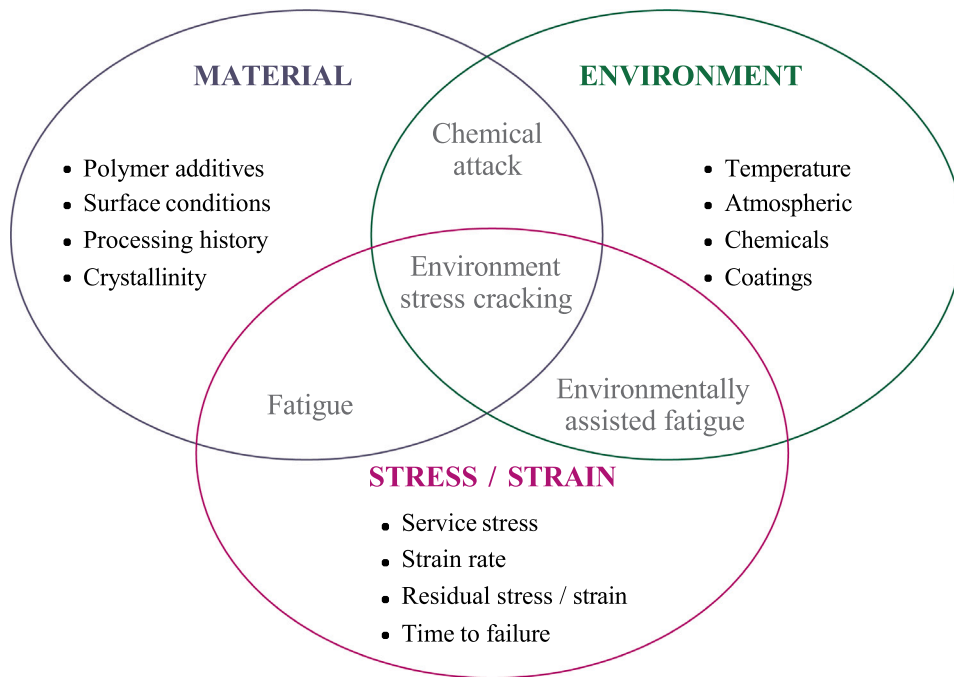 MATERIAL
ENVIRONMENT
Chemical
attack
• Polymer additives
• Surface conditions
• Processing history
• Crystallinity
• Temperature
• Atmospheric
• Chemicals
• Coatings
Environment
stress cracking
Fatigue
Environmentally
assisted fatigue
STRESS / STRAIN
• Service stress
• Strain rate
• Residual stress / strain
• Time to failure